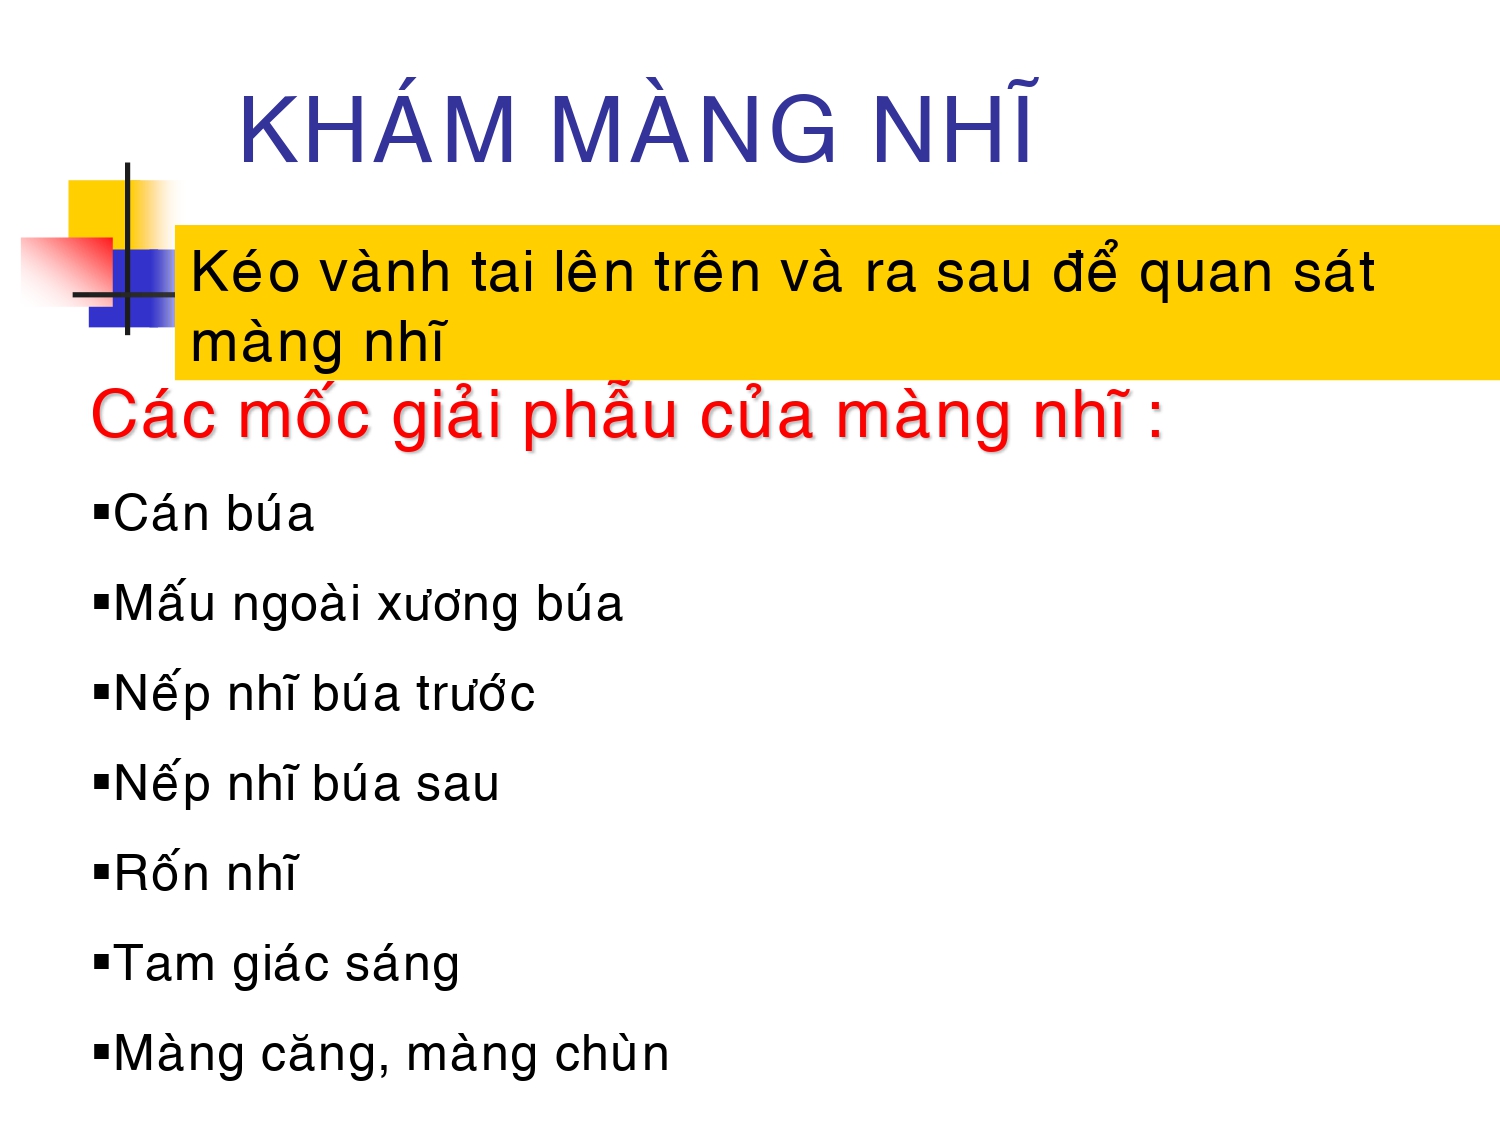 KHÁM MÀNG NHĨ
Kéo vành tai lên trên và ra sau để quan sát
màng nhĩ
Các mốc giải phẫu của màng nhĩ :
▪Cán búa
▪Mấu ngoài xương búa
▪Nếp nhĩ búa trước
▪Nếp nhĩ búa sau
▪Rốn nhĩ
▪Tam giác sáng
▪Màng căng, màng chùn